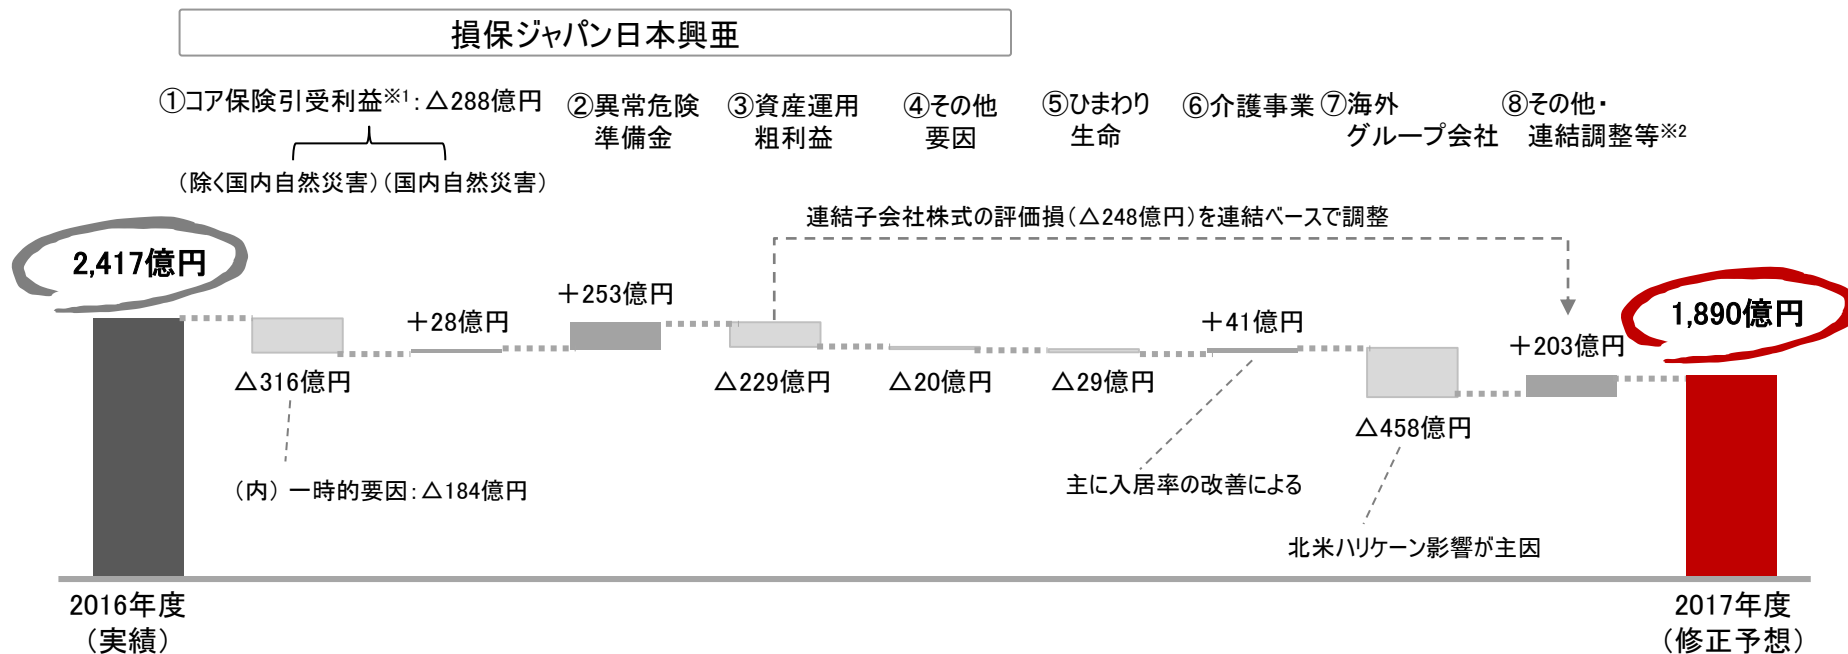 損保ジャパン日本興亜
①コア保険引受利益※1：△288億円
（除く国内自然災害）（国内自然災害）
②異常危険
準備金
③資産運用
粗利益
④その他
要因
⑤ひまわり
生命
⑥介護事業
⑦海外
グループ会社
⑧その他・
連結調整等※2
連結子会社株式の評価損（△248億円）を連結ベースで調整
2,417億円
△316億円
＋28億円
＋253億円
△229億円
△20億円
△29億円
＋41億円
△458億円
＋203億円
1,890億円
（内）一時的要因：△184億円
主に入居率の改善による
北米ハリケーン影響が主因
2016年度
（実績）
2017年度
（修正予想）